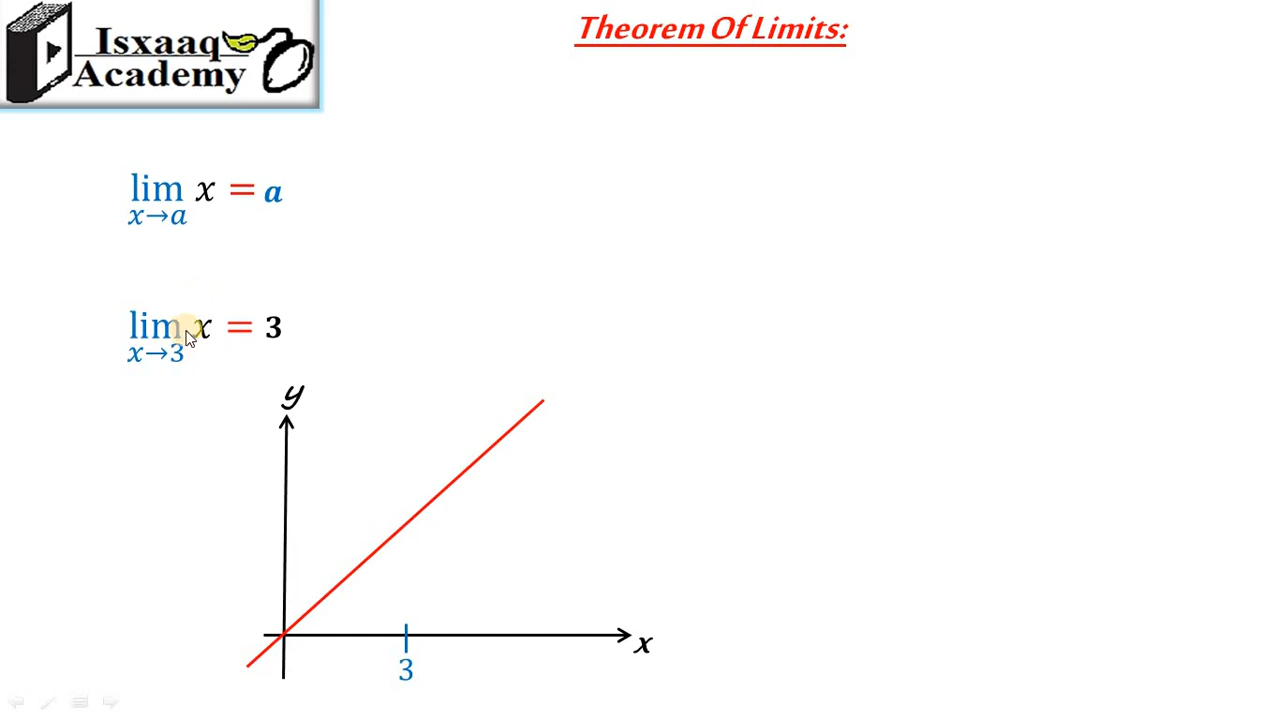 Isxaaq
Academy
Theorem Of Limits:
lim x = a
x→a
lim x = 3
x→3
y
x
3